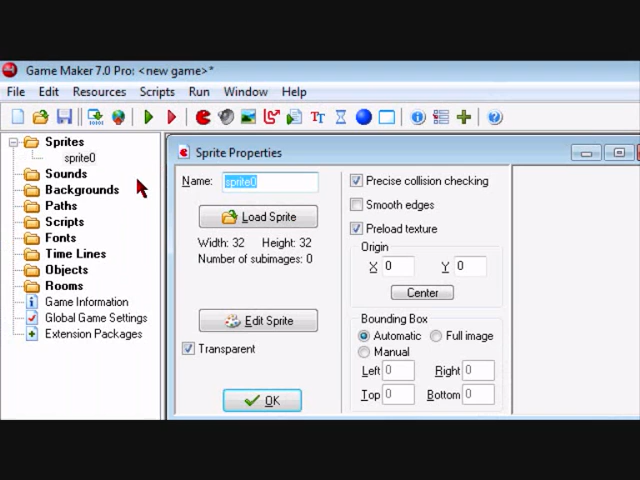 Game Maker 7.0 Pro: <new game>*
File Edit Resources Scripts Run Window Help
Sprites
sprite0
Sounds
Backgrounds
Paths
Scripts
Fonts
Time Lines
Objects
Rooms
Game Information
Global Game Settings
Extension Packages
Sprite Properties
Name: sprite0
Load Sprite
Width: 32 Height: 32
Number of subimages: 0
Edit Sprite
Transparent
OK
Precise collision checking
Smooth edges
Preload texture
Origin
X 0 Y 0
Center
Bounding Box
Automatic Full image
Manual
Left 0 Right 0
Top 0 Bottom 0